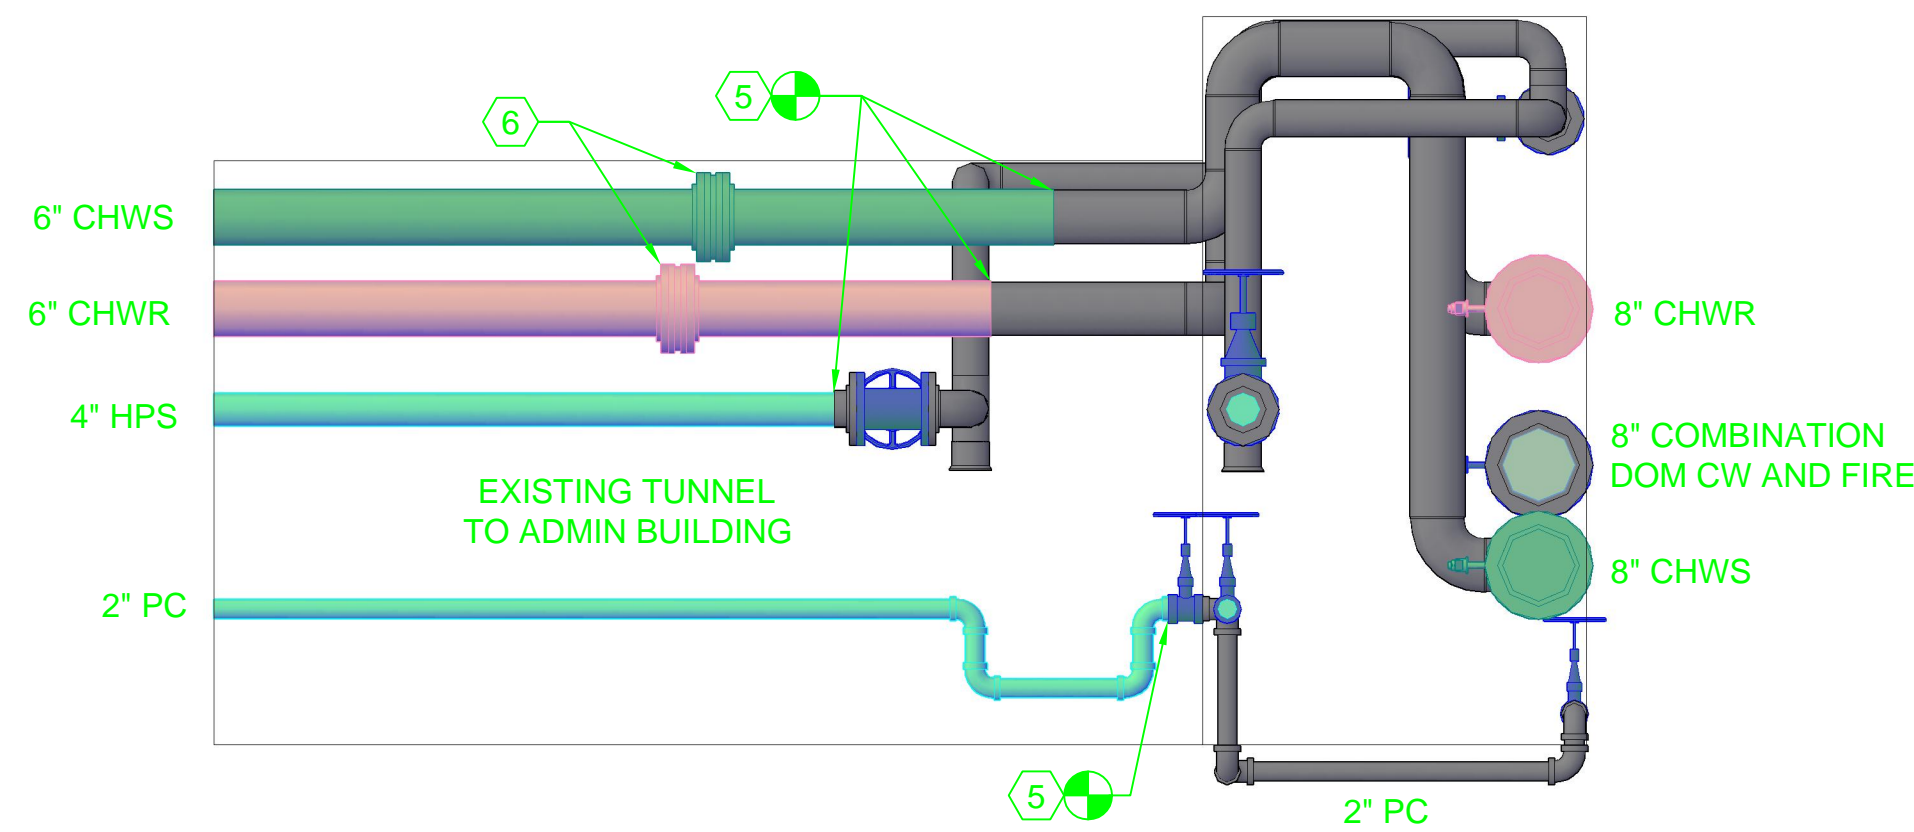 5
6
6" CHWS
6" CHWR
8" CHWR
4" HPS
8" COMBINATION
DOM CW AND FIRE
EXISTING TUNNEL
TO ADMIN BUILDING
8" CHWS
2" PC
5
2" PC